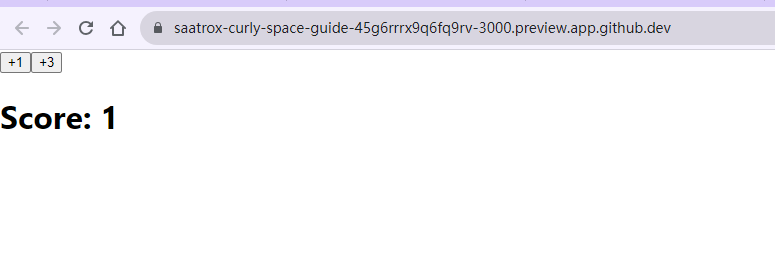 saatrox-curly-space-guide-45g6rrrx9q6fq9rv-3000.preview.app.github.dev
+1 +3
Score: 1